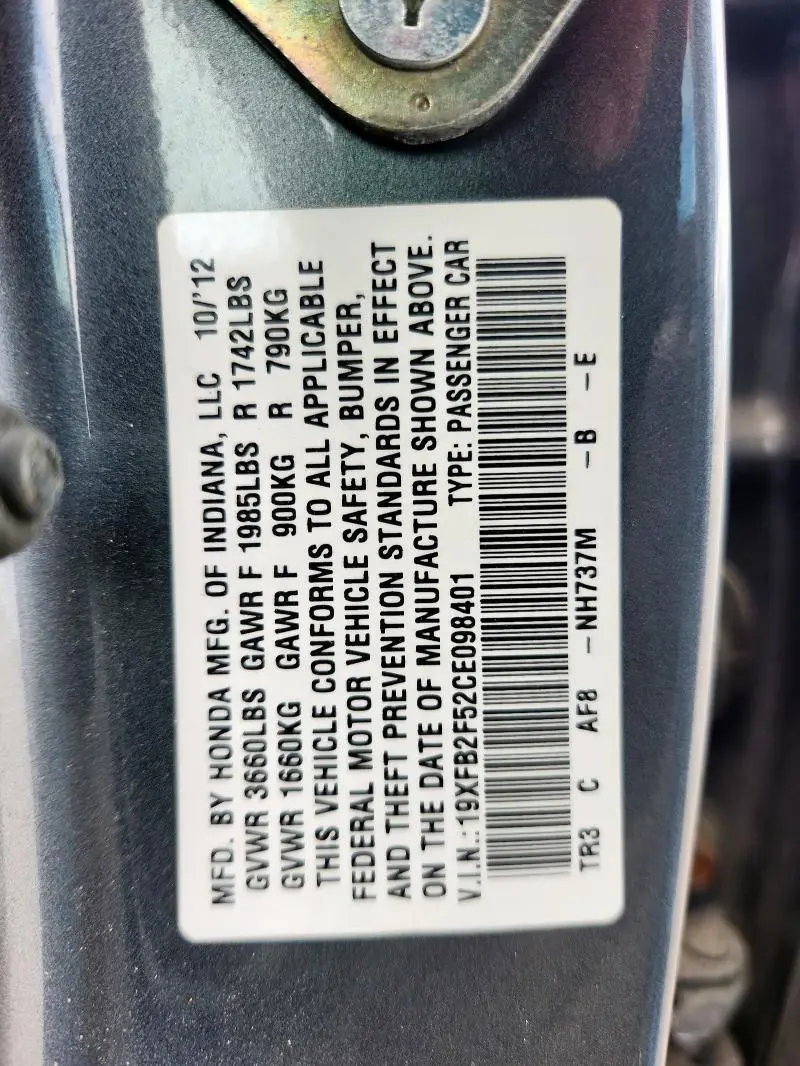 MFD. BY HONDA MFG. OF INDIANA, LLC 10/'12
GVWR 3660LBS GAWR F 1985LBS R 1742LBS
GVWR 1660KG GAWR F 900KG R 790KG
THIS VEHICLE CONFORMS TO ALL APPLICABLE
FEDERAL MOTOR VEHICLE SAFETY, BUMPER,
AND THEFT PREVENTION STANDARDS IN EFFECT
ON THE DATE OF MANUFACTURE SHOWN ABOVE.
V.I.N.:19XFB2F52CE098401 TYPE: PASSENGER CAR
TR3 C AF8 -NH737M -B -E